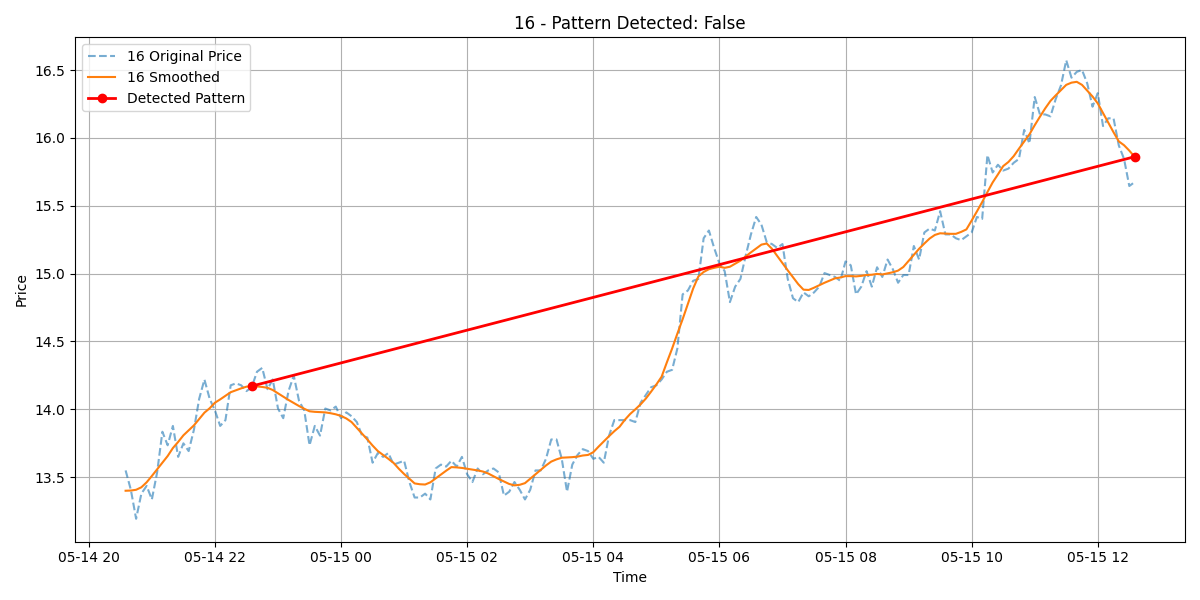 16 - Pattern Detected: False
16 Original Price
16 Smoothed
Detected Pattern
Price
16.5
16.0
15.5
15.0
14.5
14.0
13.5
05-14 20 05-14 22 05-15 00 05-15 02 05-15 04 05-15 06 05-15 08 05-15 10 05-15 12
Time